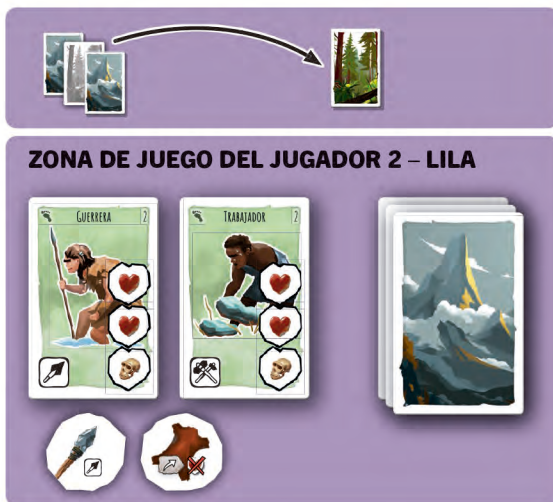 ZONA DE JUEGO DEL JUGADOR 2 – LILA
GUERRERA 2
TRABAJADOR 2